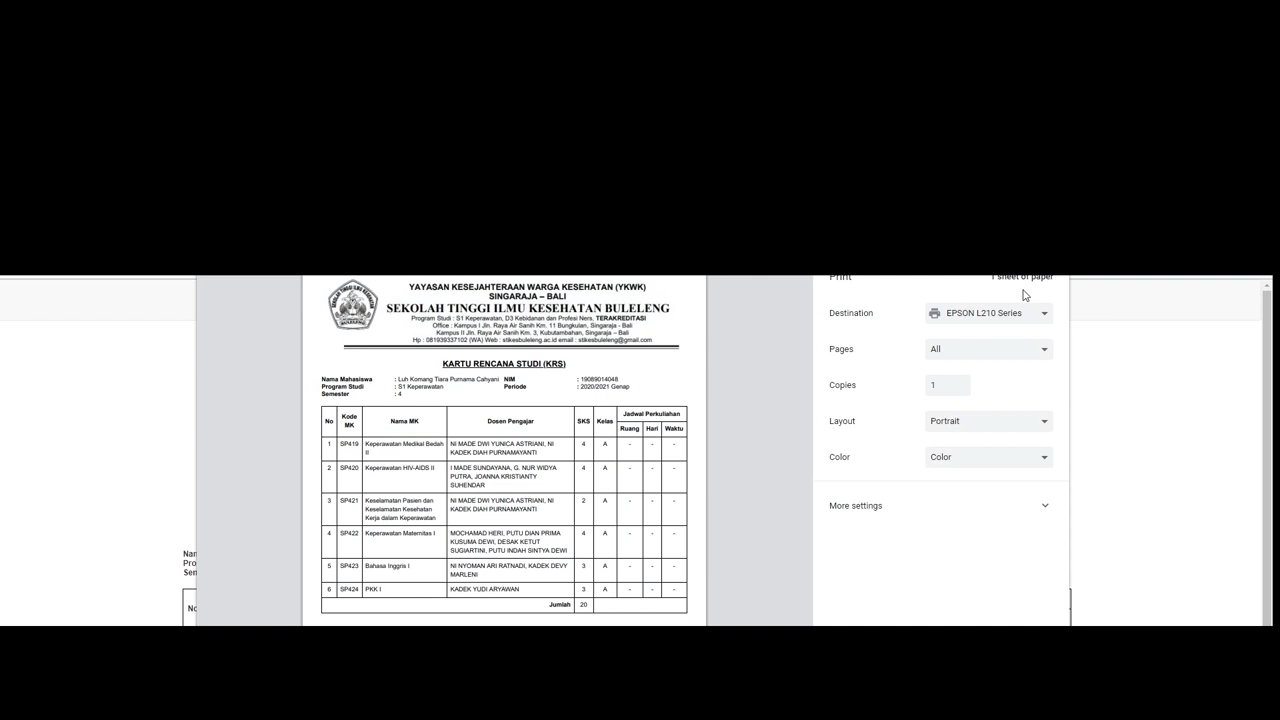 YAYASAN KESEJAHTERAAN WARGA KESEHATAN (YKWK)
SINGARAJA – BALI
SEKOLAH TINGGI ILMU KESEHATAN BULELENG
Program Studi : S1 Keperawatan, D3 Kebidanan dan Profesi Ners, TERAKREDITASI
Office : Kampus I Jln. Raya Air Sanih Km. 11 Bungkulan, Singaraja - Bali
Kampus II Jln. Raya Air Sanih Km. 3, Kubutambahan, Singaraja – Bali
Hp : 081939337102 (WA) Web : stikesbuleleng.ac.id email : stikesbuleleng@gmail.com
KARTU RENCANA STUDI (KRS)
Nama Mahasiswa : Luh Komang Tiara Purnama Cahyani NIM : 19089014048
Program Studi : S1 Keperawatan Periode : 2020/2021 Genap
Semester : 4
No Kode MK Nama MK Dosen Pengajar SKS Kelas Jadwal Perkuliahan
Ruang Hari Waktu
1 SP419 Keperawatan Medikal Bedah II NI MADE DWI YUNICA ASTRIANI, NI KADEK DIAH PURNAMAYANTI 4 A - - -
2 SP420 Keperawatan HIV-AIDS II I MADE SUNDAYANA, G. NUR WIDYA PUTRA, JOANNA KRISTIANTY SUHENDAR 4 A - - -
3 SP421 Keselamatan Pasien dan Keselamatan Kesehatan Kerja dalam Keperawatan NI MADE DWI YUNICA ASTRIANI, NI KADEK DIAH PURNAMAYANTI 2 A - - -
4 SP422 Keperawatan Maternitas I MOCHAMAD HERI, PUTU DIAN PRIMA KUSUMA DEWI, DESAK KETUT SUGIARTINI, PUTU INDAH SINTYA DEWI 4 A - - -
5 SP423 Bahasa Inggris I NI NYOMAN ARI RATNADI, KADEK DEVY MARLENI 3 A - - -
6 SP424 PKK I KADEK YUDI ARYAWAN 3 A - - -
Jumlah 20
Print 1 sheet of paper
Destination EPSON L210 Series
Pages All
Copies 1
Layout Portrait
Color Color
More settings
Nan
Pro
Sen
No